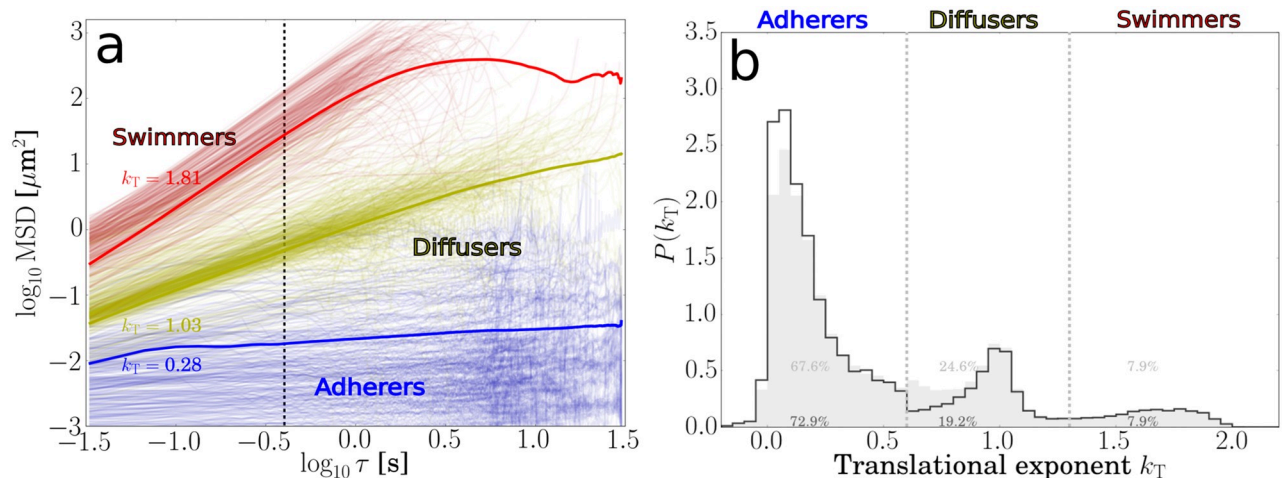 a
log₁₀ MSD [μm²]
3
2
1
0
−1
−2
−3
Swimmers
k_T = 1.81
Diffusers
k_T = 1.03
k_T = 0.28
Adherers
−1.5 −1.0 −0.5 0.0 0.5 1.0 1.5
log₁₀ τ [s]
Adherers Diffusers Swimmers
b
P(k_T)
3.5
3.0
2.5
2.0
1.5
1.0
0.5
0.0
67.6% 24.6% 7.9%
72.9% 19.2% 7.9%
0.0 0.5 1.0 1.5 2.0
Translational exponent k_T